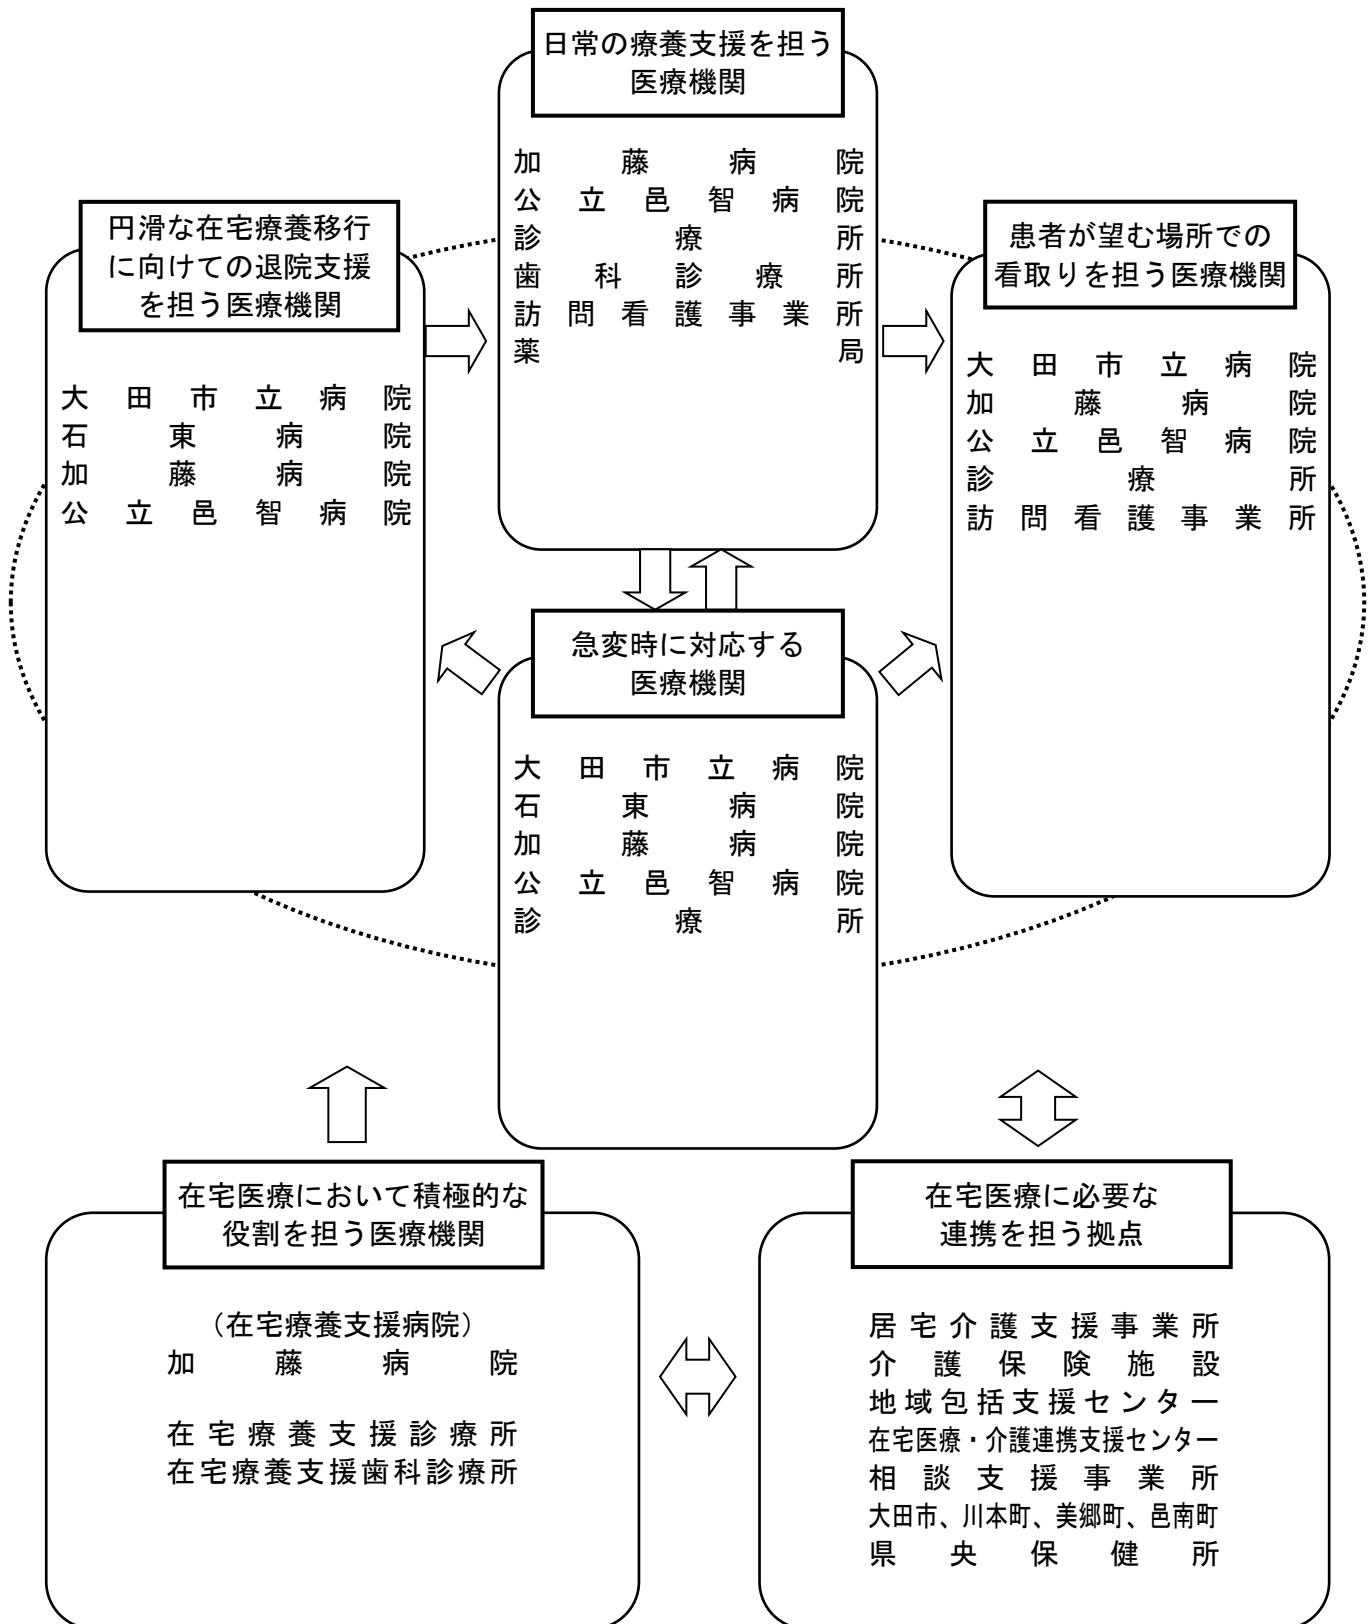 日常の療養支援を担う
医療機関
加藤病院
公立邑智病院
診療所
歯科診療所
訪問看護事業所
薬局
円滑な在宅療養移行
に向けての退院支援
を担う医療機関
大田市立病院
石東病院
加藤病院
公立邑智病院
患者が望む場所での
看取りを担う医療機関
大田市立病院
加藤病院
公立邑智病院
診療所
訪問看護事業所
急変時に対応する
医療機関
大田市立病院
石東病院
加藤病院
公立邑智病院
診療所
在宅医療において積極的な
役割を担う医療機関
（在宅療養支援病院）
加藤病院
在宅療養支援診療所
在宅療養支援歯科診療所
在宅医療に必要な
連携を担う拠点
居宅介護支援事業所
介護保険施設
地域包括支援センター
在宅医療・介護連携支援センター
相談支援事業所
大田市、川本町、美郷町、邑南町
県央保健所